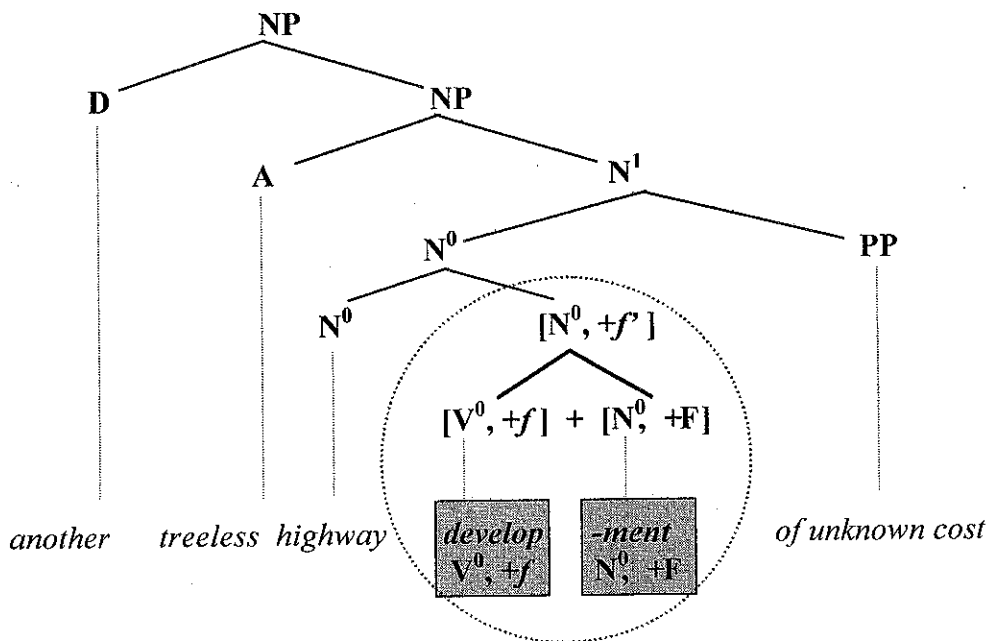 NP
D NP
A N¹
N⁰ PP
N⁰ [N⁰, +f']
[V⁰, +f] + [N⁰, +F]
another treeless highway develop -ment of unknown cost
V⁰, +f N⁰, +F